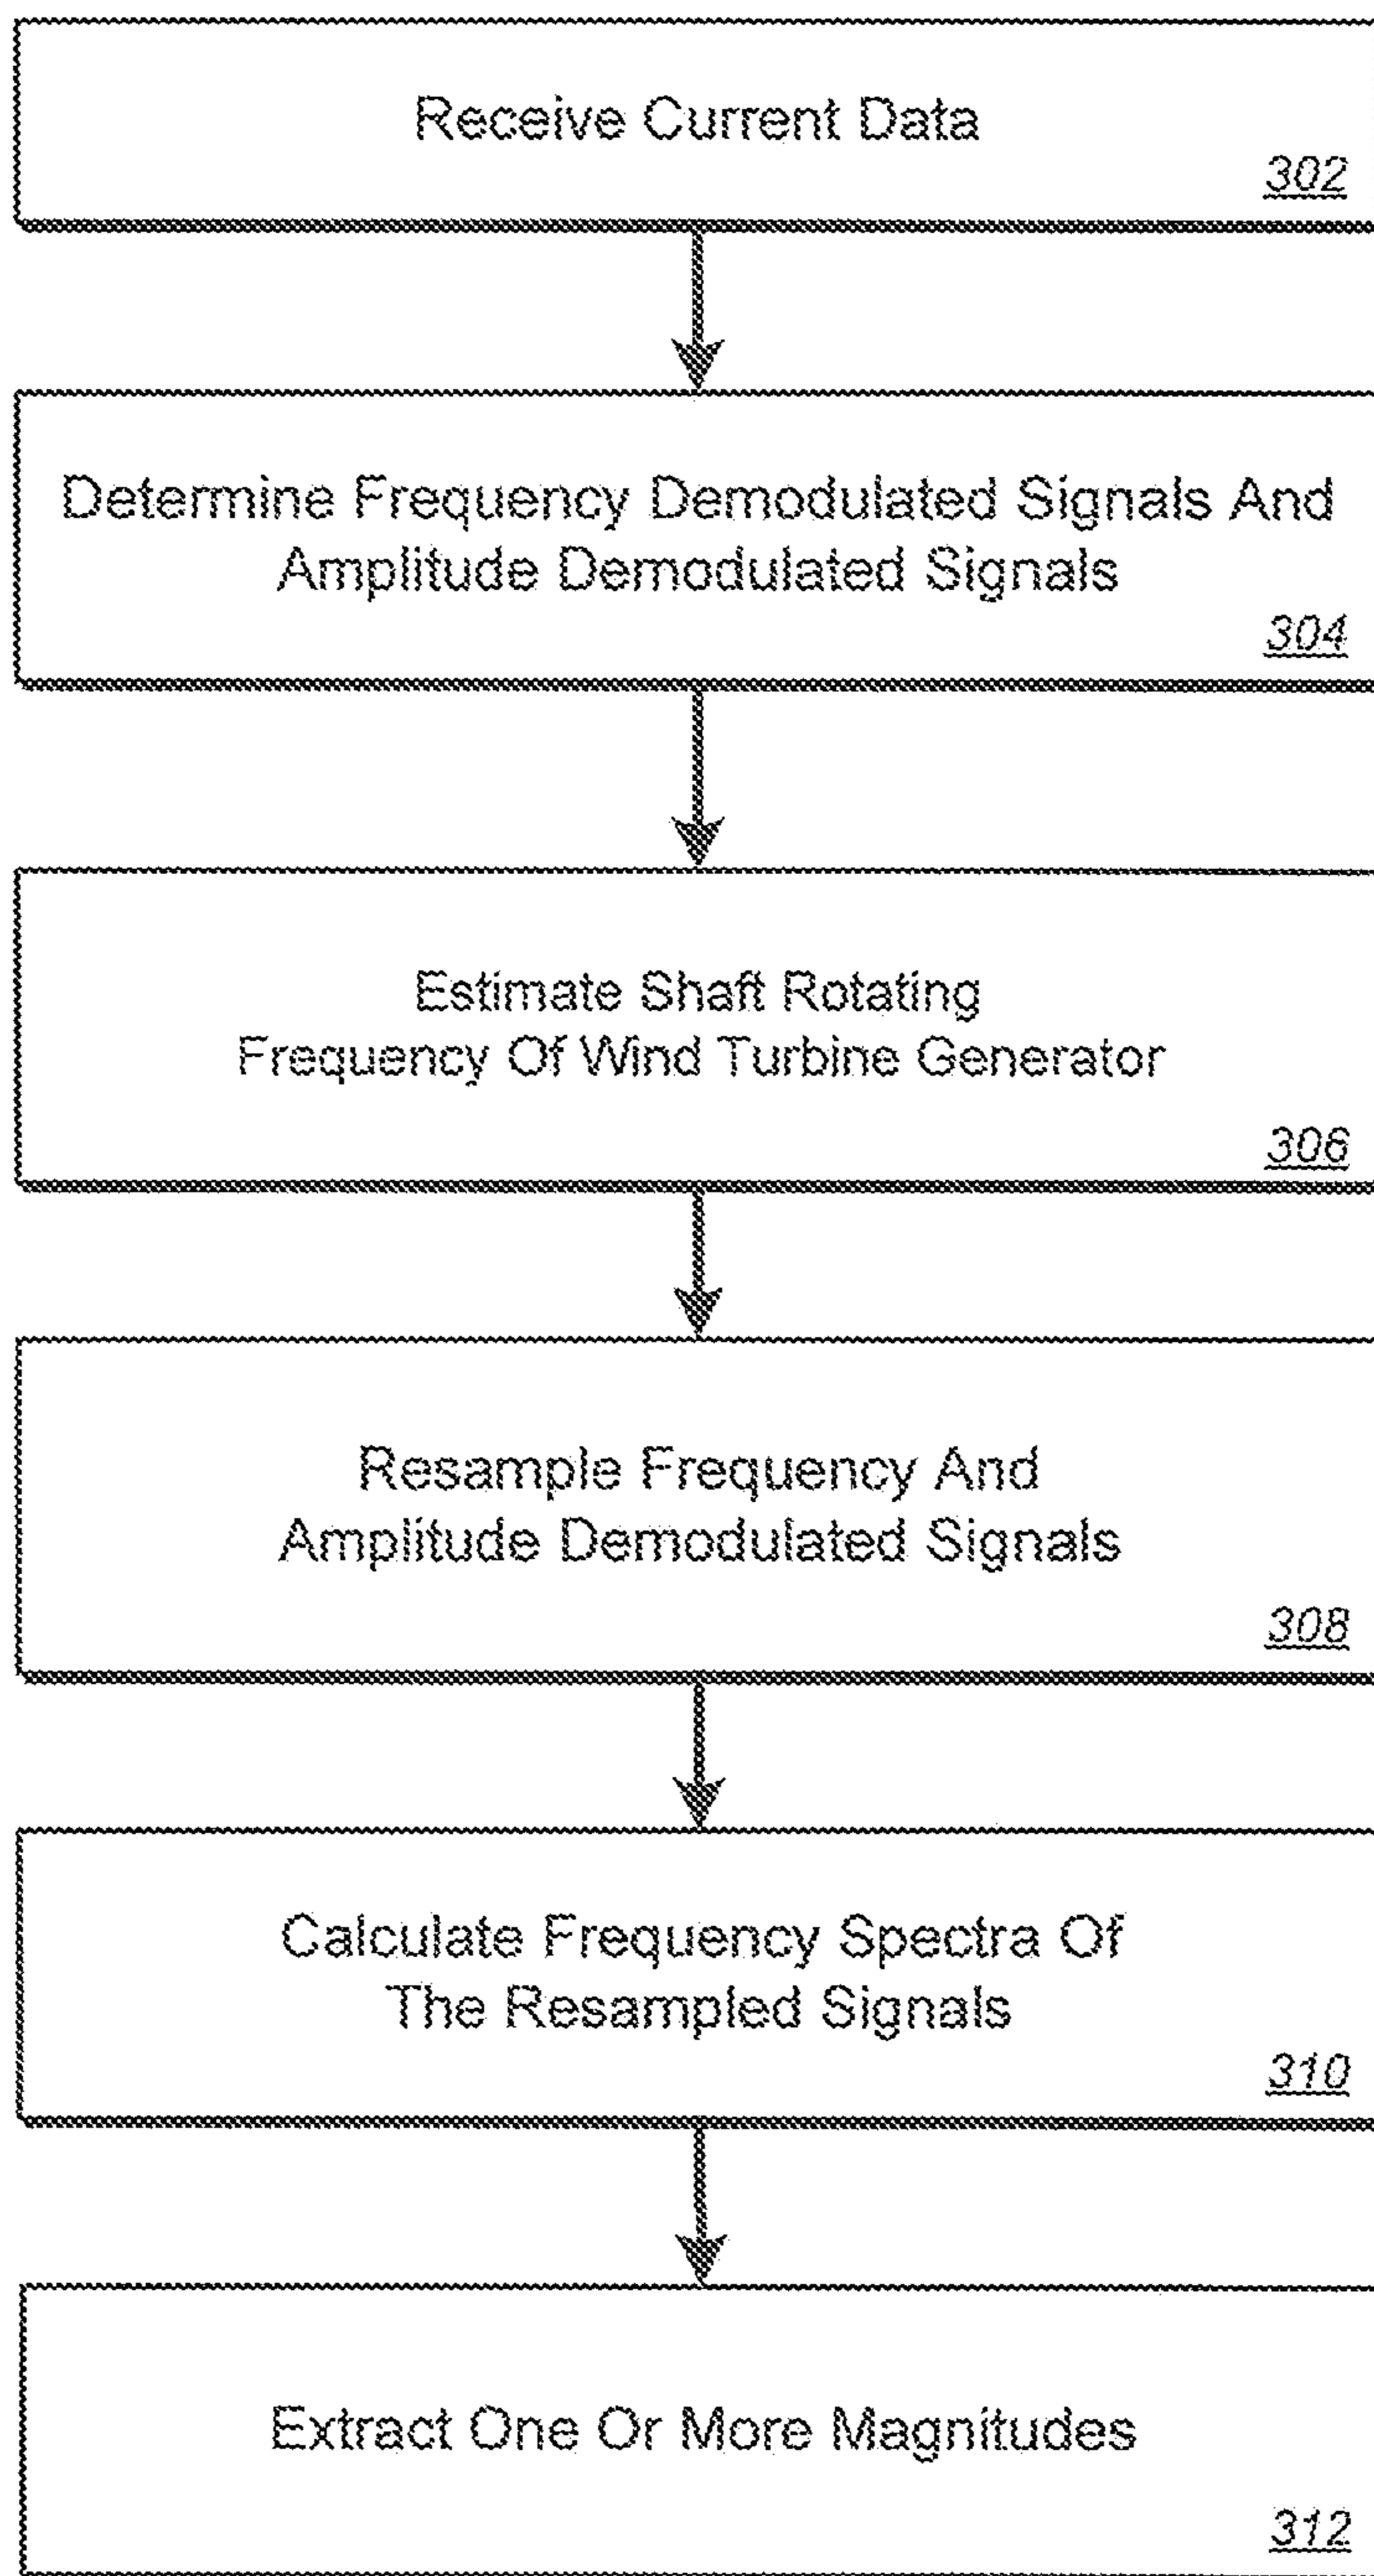 Receive Current Data
302
Determine Frequency Demodulated Signals And
Amplitude Demodulated Signals
304
Estimate Shaft Rotating
Frequency Of Wind Turbine Generator
306
Resample Frequency And
Amplitude Demodulated Signals
308
Calculate Frequency Spectra Of
The Resampled Signals
310
Extract One Or More Magnitudes
312